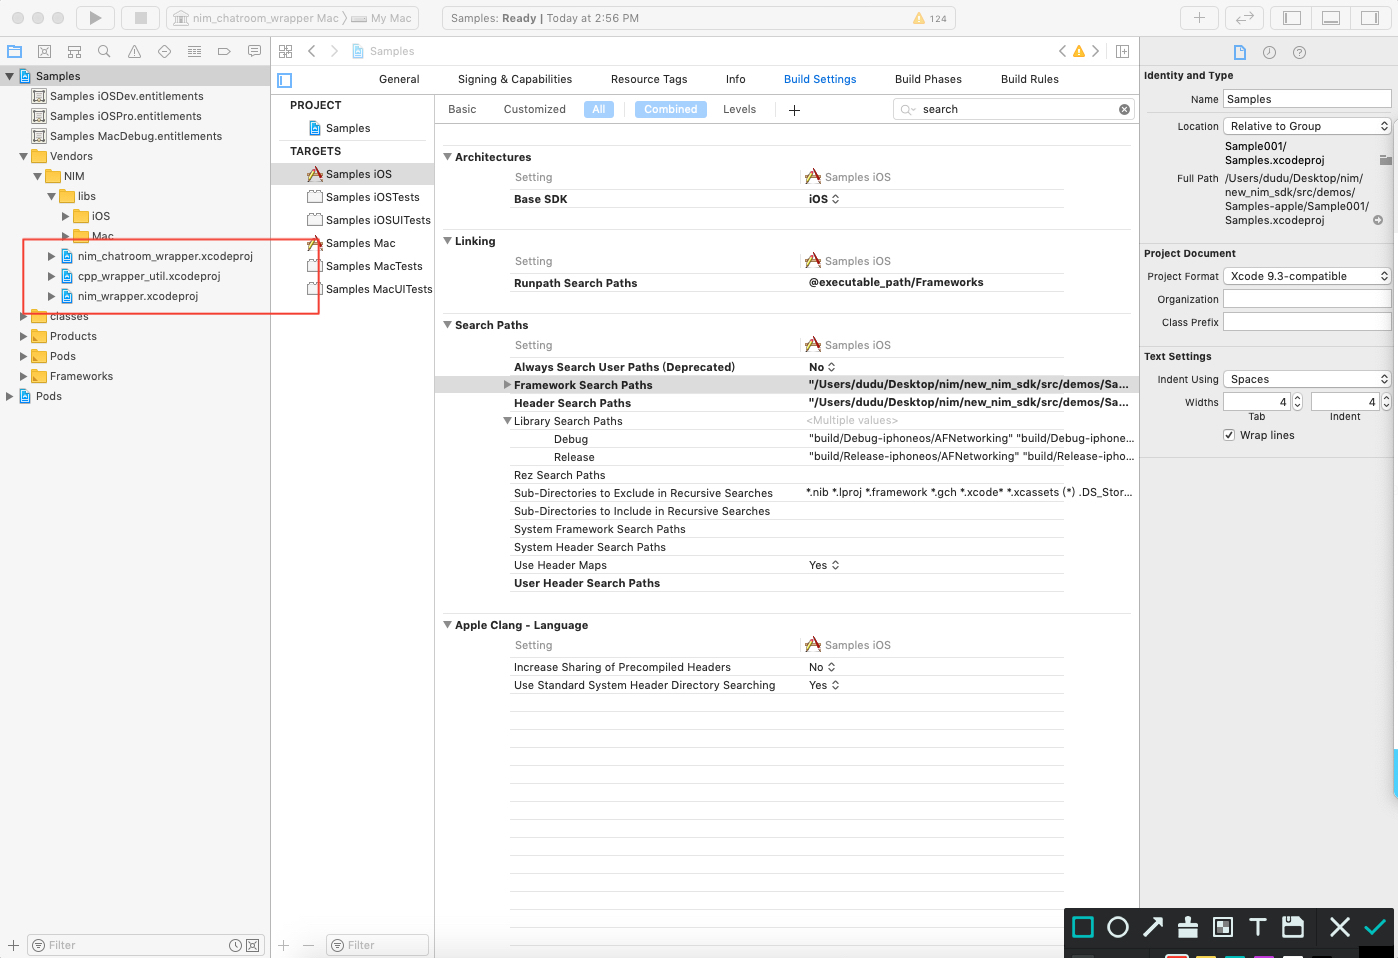 nim_chatroom_wrapper Mac 〉 My Mac
Samples: Ready | Today at 2:56 PM
124
Samples
General
Signing & Capabilities
Resource Tags
Info
Build Settings
Build Phases
Build Rules
Basic
Customized
All
Combined
Levels
search
Samples
Samples iOSDev.entitlements
Samples iOSPro.entitlements
Samples MacDebug.entitlements
Vendors
NIM
libs
iOS
Mac
nim_chatroom_wrapper.xcodeproj
cpp_wrapper_util.xcodeproj
nim_wrapper.xcodeproj
classes
Products
Pods
Frameworks
Pods
Filter
PROJECT
Samples
TARGETS
Samples iOS
Samples iOSTests
Samples iOSUITests
Samples Mac
Samples MacTests
Samples MacUITests
Filter
Architectures
Setting
Samples iOS
Base SDK
iOS
Linking
Setting
Samples iOS
Runpath Search Paths
@executable_path/Frameworks
Search Paths
Setting
Samples iOS
Always Search User Paths (Deprecated)
No
Framework Search Paths
"/Users/dudu/Desktop/nim/new_nim_sdk/src/demos/Sa...
Header Search Paths
"/Users/dudu/Desktop/nim/new_nim_sdk/src/demos/Sa...
Library Search Paths
<Multiple values>
Debug
"build/Debug-iphoneos/AFNetworking" "build/Debug-iphone...
Release
"build/Release-iphoneos/AFNetworking" "build/Release-ipho...
Rez Search Paths
Sub-Directories to Exclude in Recursive Searches
*.nib *.lproj *.framework *.gch *.xcode* *.xcassets (*) .DS_Stor...
Sub-Directories to Include in Recursive Searches
System Framework Search Paths
System Header Search Paths
Use Header Maps
Yes
User Header Search Paths
Apple Clang - Language
Setting
Samples iOS
Increase Sharing of Precompiled Headers
No
Use Standard System Header Directory Searching
Yes
Identity and Type
Name
Samples
Location
Relative to Group
Sample001/
Samples.xcodeproj
Full Path
/Users/dudu/Desktop/nim/
new_nim_sdk/src/demos/
Samples-apple/Sample001/
Samples.xcodeproj
Project Document
Project Format
Xcode 9.3-compatible
Organization
Class Prefix
Text Settings
Indent Using
Spaces
Widths
4
4
Tab
Indent
Wrap lines
T